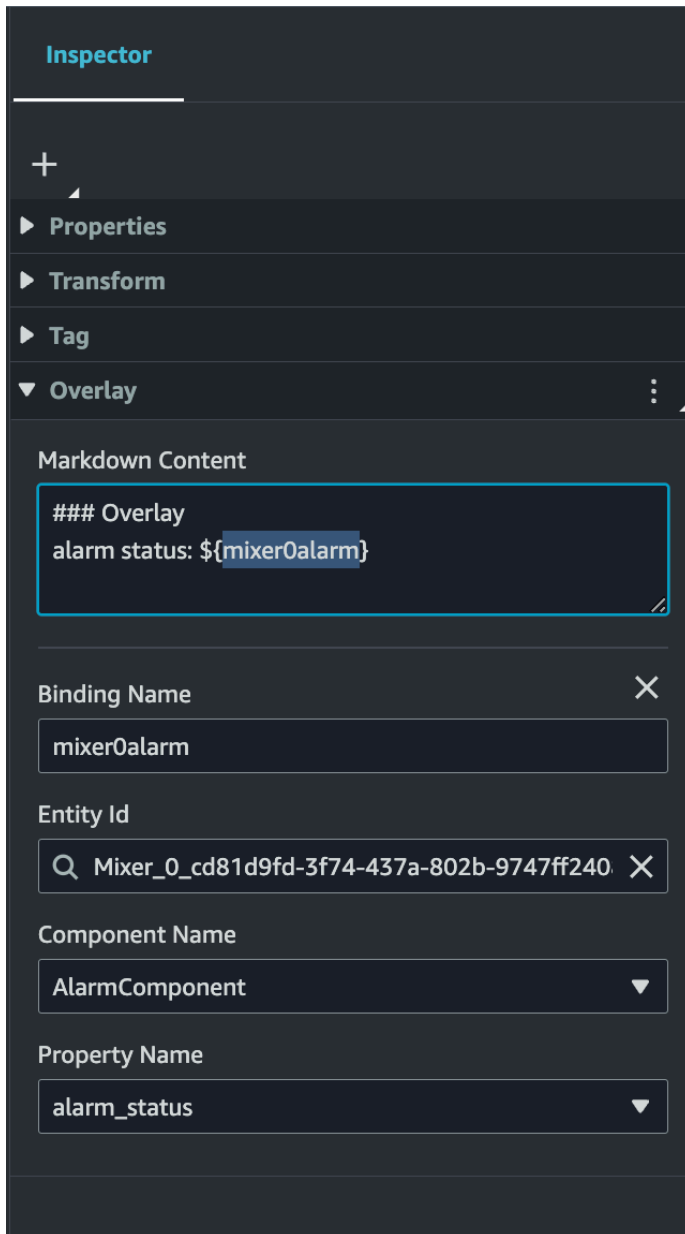 Inspector
Properties
Transform
Tag
Overlay
Markdown Content
### Overlay
alarm status: ${mixer0alarm}
Binding Name
mixer0alarm
Entity Id
Mixer_0_cd81d9fd-3f74-437a-802b-9747ff240
Component Name
AlarmComponent
Property Name
alarm_status